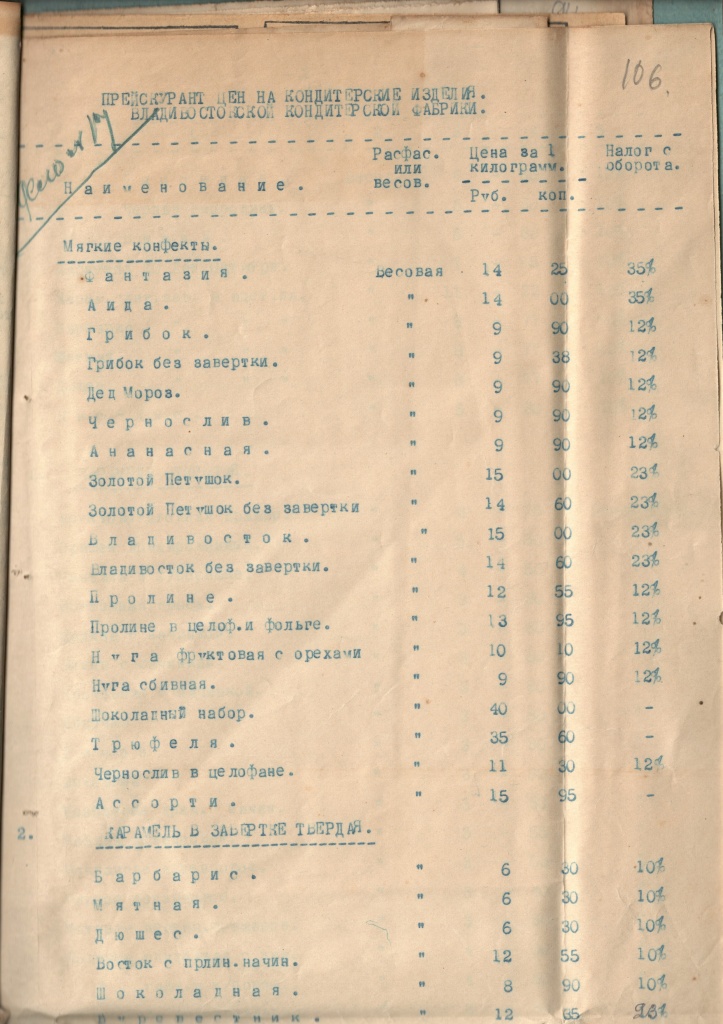 106.
ПРЕЙСКУРАНТ ЦЕН НА КОНДИТЕРСКИЕ ИЗДЕЛИЯ.
ВЛАДИВОСТОКСКОЙ КОНДИТЕРСКОЙ ФАБРИКИ.
Дело № 17
Наименование. Расфас. или весов. Цена за 1 килограмм. Руб. коп. Налог с оборота.
Мягкие конфекты.
Фантазия. Весовая 14 25 35%
Аида. " 14 00 35%
Грибок. " 9 90 12%
Грибок без завертки. " 9 38 12%
Дед Мороз. " 9 90 12%
Чернослив. " 9 90 12%
Ананасная. " 9 90 12%
Золотой Петушок. " 15 00 23%
Золотой Петушок без завертки " 14 60 23%
Владивосток. " 15 00 23%
Владивосток без завертки. " 14 60 23%
Пролине. " 12 55 12%
Пролине в целоф.и фольге. " 13 95 12%
Нуга фруктовая с орехами " 10 10 12%
Нуга сбивная. " 9 90 12%
Шоколадный набор. " 40 00 -
Трюфеля. " 35 60 -
Чернослив в целофане. " 11 30 12%
Ассорти. " 15 95 -
2. КАРАМЕЛЬ В ЗАВЕРТКЕ ТВЕРДАЯ.
Барбарис. " 6 30 10%
Мятная. " 6 30 10%
Дюшес. " 6 30 10%
Восток с прлин.начин. " 12 55 10%
Шоколадная. " 8 90 10%
" 12